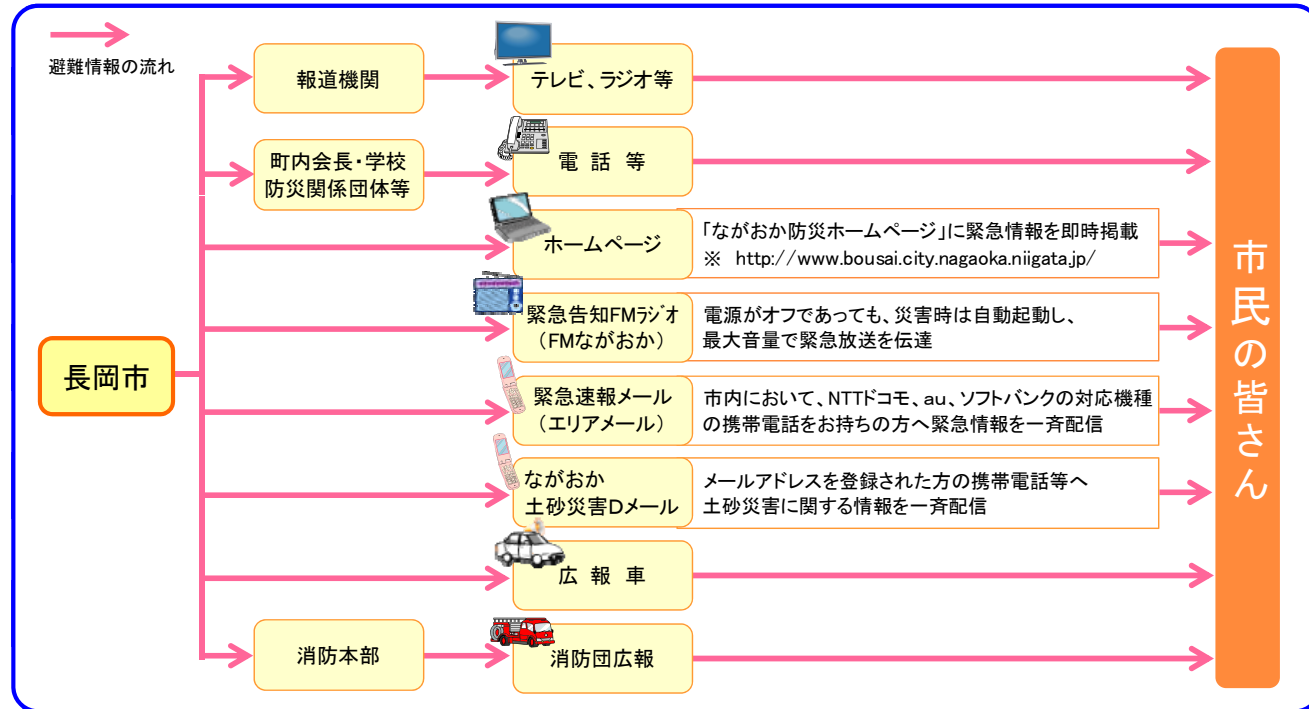 避難情報の流れ
報道機関
テレビ、ラジオ等
町内会長・学校
防災関係団体等
電 話 等
ホームページ
「ながおか防災ホームページ」に緊急情報を即時掲載
※ http://www.bousai.city.nagaoka.niigata.jp/
緊急告知FMラジオ
(FMながおか)
電源がオフであっても、災害時は自動起動し、
最大音量で緊急放送を伝達
長岡市
緊急速報メール
(エリアメール)
市内において、NTTドコモ、au、ソフトバンクの対応機種
の携帯電話をお持ちの方へ緊急情報を一斉配信
ながおか
土砂災害Dメール
メールアドレスを登録された方の携帯電話等へ
土砂災害に関する情報を一斉配信
広 報 車
消防本部
消防団広報
市民の皆さん